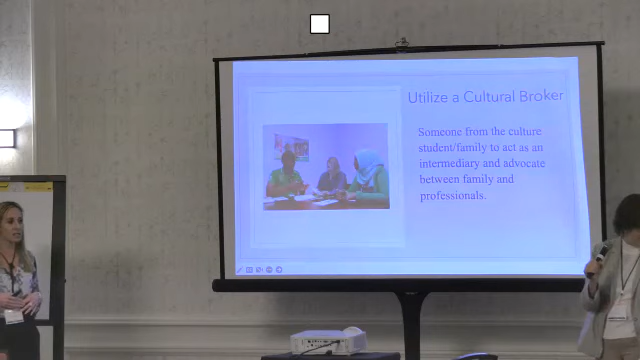 Utilize a Cultural Broker
Someone from the culture
student/family to act as an
intermediary and advocate
between family and
professionals.